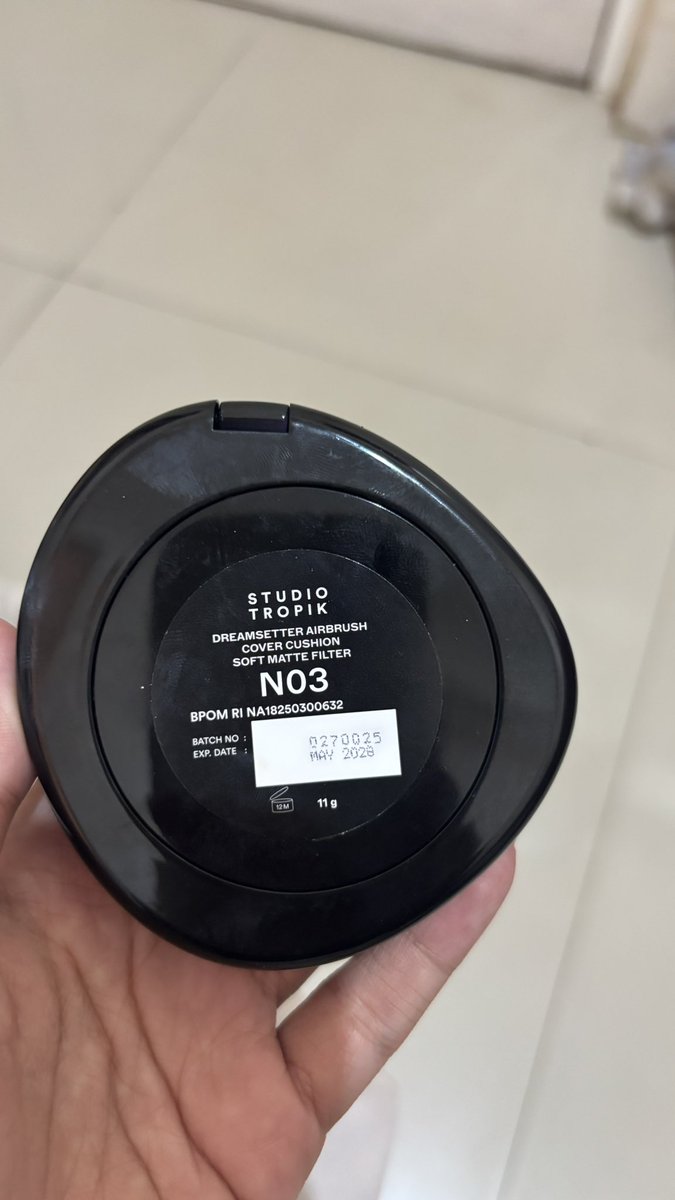 STUDIO
TROPIK
DREAMSETTER AIRBRUSH
COVER CUSHION
SOFT MATTE FILTER
N03
BPOM RI NA18250300632
BATCH NO : 0270025
EXP. DATE : MAY 2028
12M 11 g